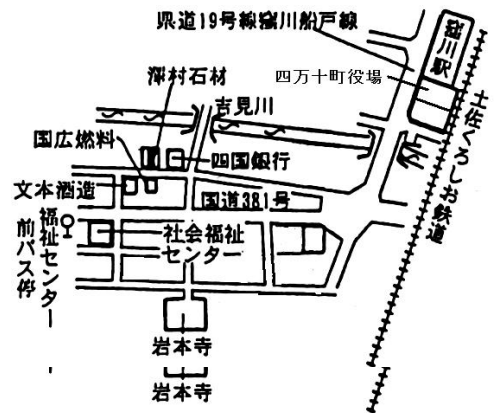 県道19号線窪川船戸線
窪川駅
四万十町役場
澤村石材
吉見川
国広燃料
四国銀行
土佐くろしお鉄道
文本酒造
国道381号
福祉センター
前バス停
社会福祉
センター
岩本寺
岩本寺